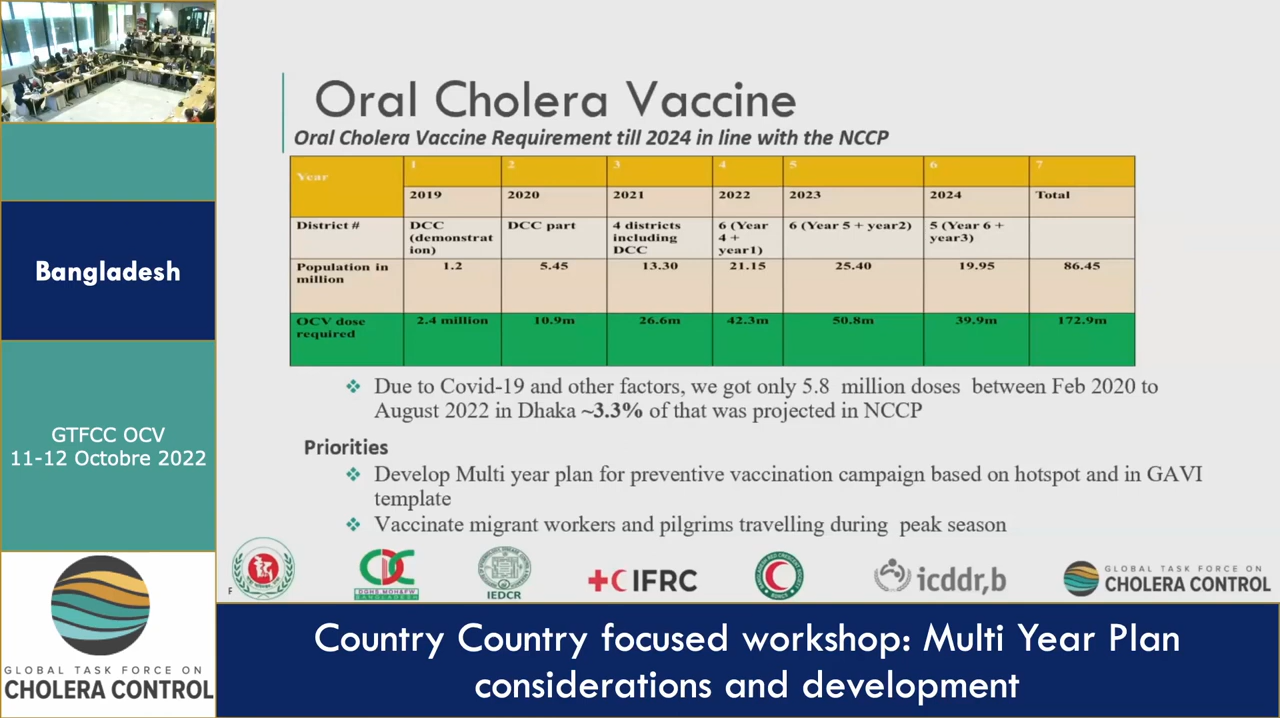 Oral Cholera Vaccine
Oral Cholera Vaccine Requirement till 2024 in line with the NCCP
Year 1 2 3 4 5 6 7
2019 2020 2021 2022 2023 2024 Total
District # DCC (demonstration) DCC part 4 districts including DCC 6 (Year 4 + year1) 6 (Year 5 + year2) 5 (Year 6 + year3)
Population in million 1.2 5.45 13.30 21.15 25.40 19.95 86.45
OCV dose required 2.4 million 10.9m 26.6m 42.3m 50.8m 39.9m 172.9m
Due to Covid-19 and other factors, we got only 5.8 million doses between Feb 2020 to
August 2022 in Dhaka ~3.3% of that was projected in NCCP
Priorities
Develop Multi year plan for preventive vaccination campaign based on hotspot and in GAVI
template
Vaccinate migrant workers and pilgrims travelling during peak season
Bangladesh
GTFCC OCV
11-12 Octobre 2022
F
CDC
DGHS, MOH&FW
BANGLADESH
IEDCR
IFRC
icddr,b
GLOBAL TASK FORCE ON
CHOLERA CONTROL
GLOBAL TASK FORCE ON
CHOLERA CONTROL
Country Country focused workshop: Multi Year Plan
considerations and development